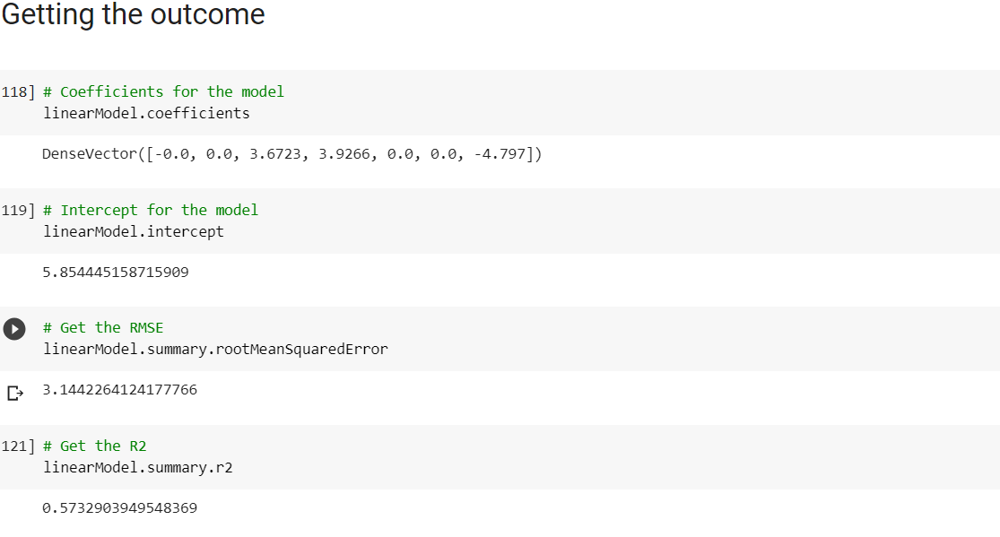 Getting the outcome
118] # Coefficients for the model
linearModel.coefficients
DenseVector([-0.0, 0.0, 3.6723, 3.9266, 0.0, 0.0, -4.797])
119] # Intercept for the model
linearModel.intercept
5.854445158715909
# Get the RMSE
linearModel.summary.rootMeanSquaredError
3.1442264124177766
121] # Get the R2
linearModel.summary.r2
0.5732903949548369